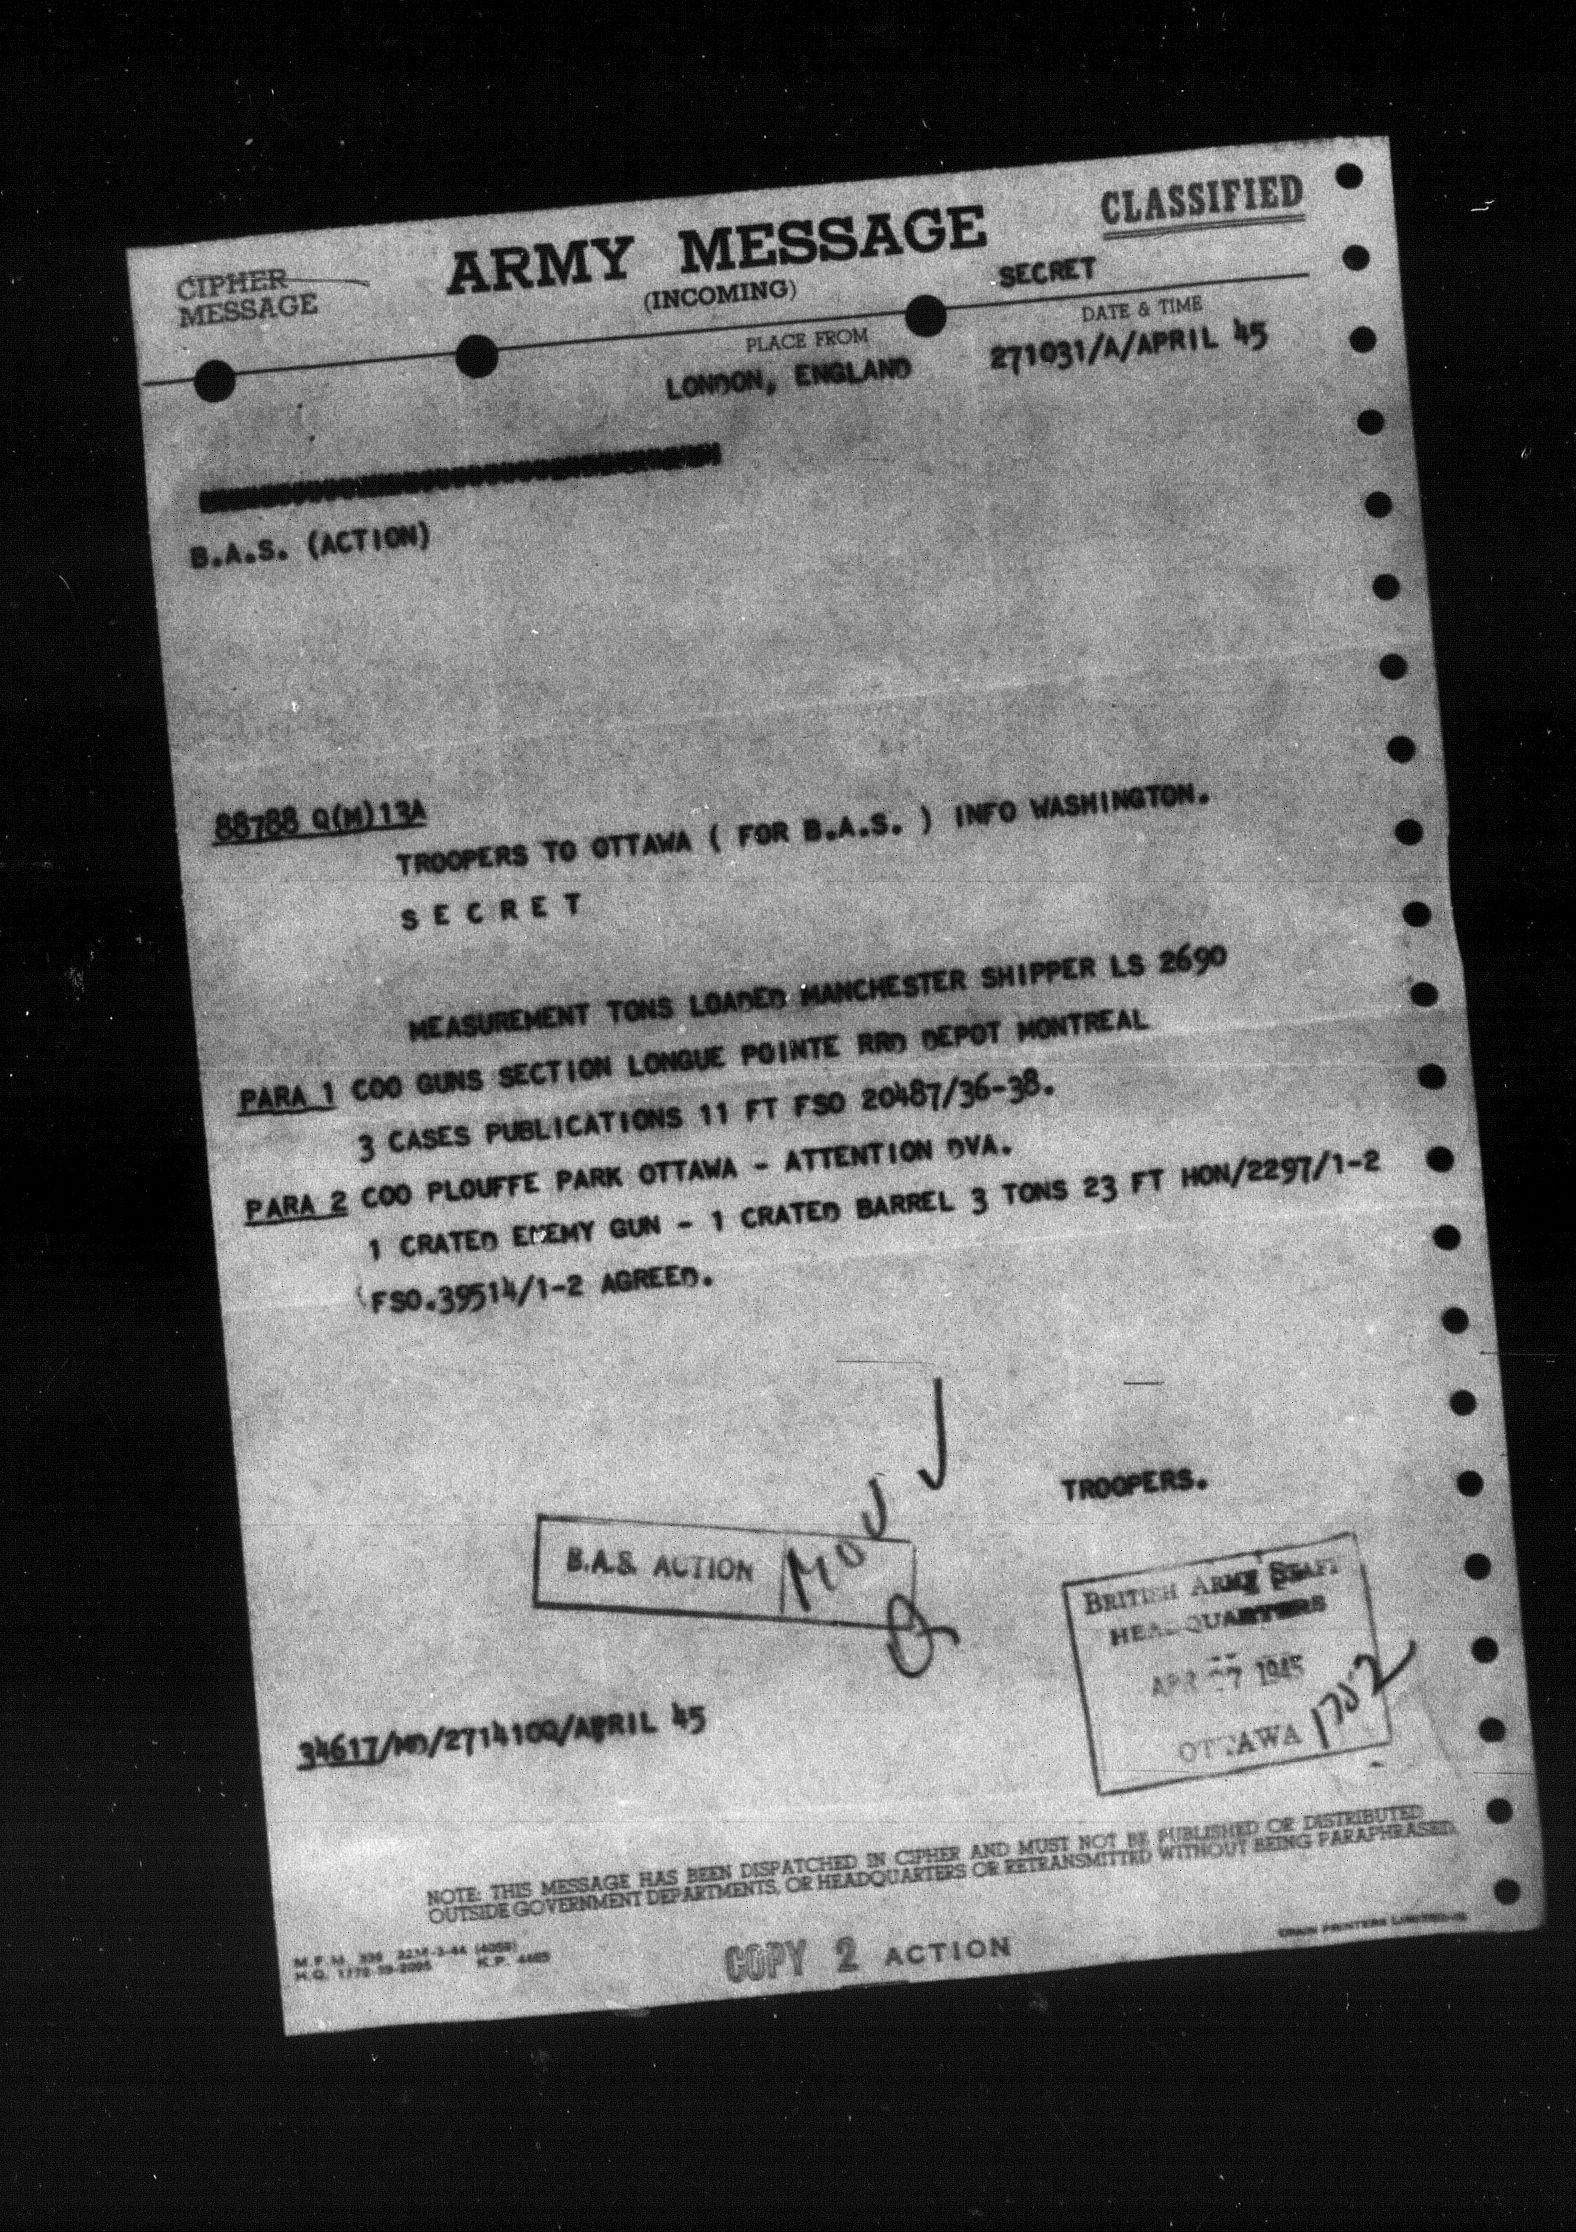 CLASSIFIED
CIPHER
MESSAGE
ARMY MESSAGE
(INCOMING)
SECRET
PLACE FROM
DATE & TIME
LONDON, ENGLAND
271031/A/APRIL 45
B.A.S. (ACTION)
88788 Q(M)13A
TROOPERS TO OTTAWA ( FOR B.A.S. ) INFO WASHINGTON.
S E C R E T
MEASUREMENT TONS LOADED MANCHESTER SHIPPER LS 2690
PARA 1 COO GUNS SECTION LONGUE POINTE RRD DEPOT MONTREAL
3 CASES PUBLICATIONS 11 FT FSO 20487/36-38.
PARA 2 COO PLOUFFE PARK OTTAWA - ATTENTION DVA.
1 CRATED ENEMY GUN - 1 CRATED BARREL 3 TONS 23 FT HON/2297/1-2
FSO.39514/1-2 AGREED.
TROOPERS.
B.A.S. ACTION
BRITISH ARMY STAFF
HEADQUARTERS
APR 27 1945
OTTAWA 1702
34617/MD/271410Q/APRIL 45
NOTE: THIS MESSAGE HAS BEEN DISPATCHED IN CIPHER AND MUST NOT BE PUBLISHED OR DISTRIBUTED
OUTSIDE GOVERNMENT DEPARTMENTS, OR HEADQUARTERS OR RETRANSMITTED WITHOUT BEING PARAPHRASED.
M.F.M.
H.Q. K.P.
PRINTERS LIMITED
COPY 2 ACTION